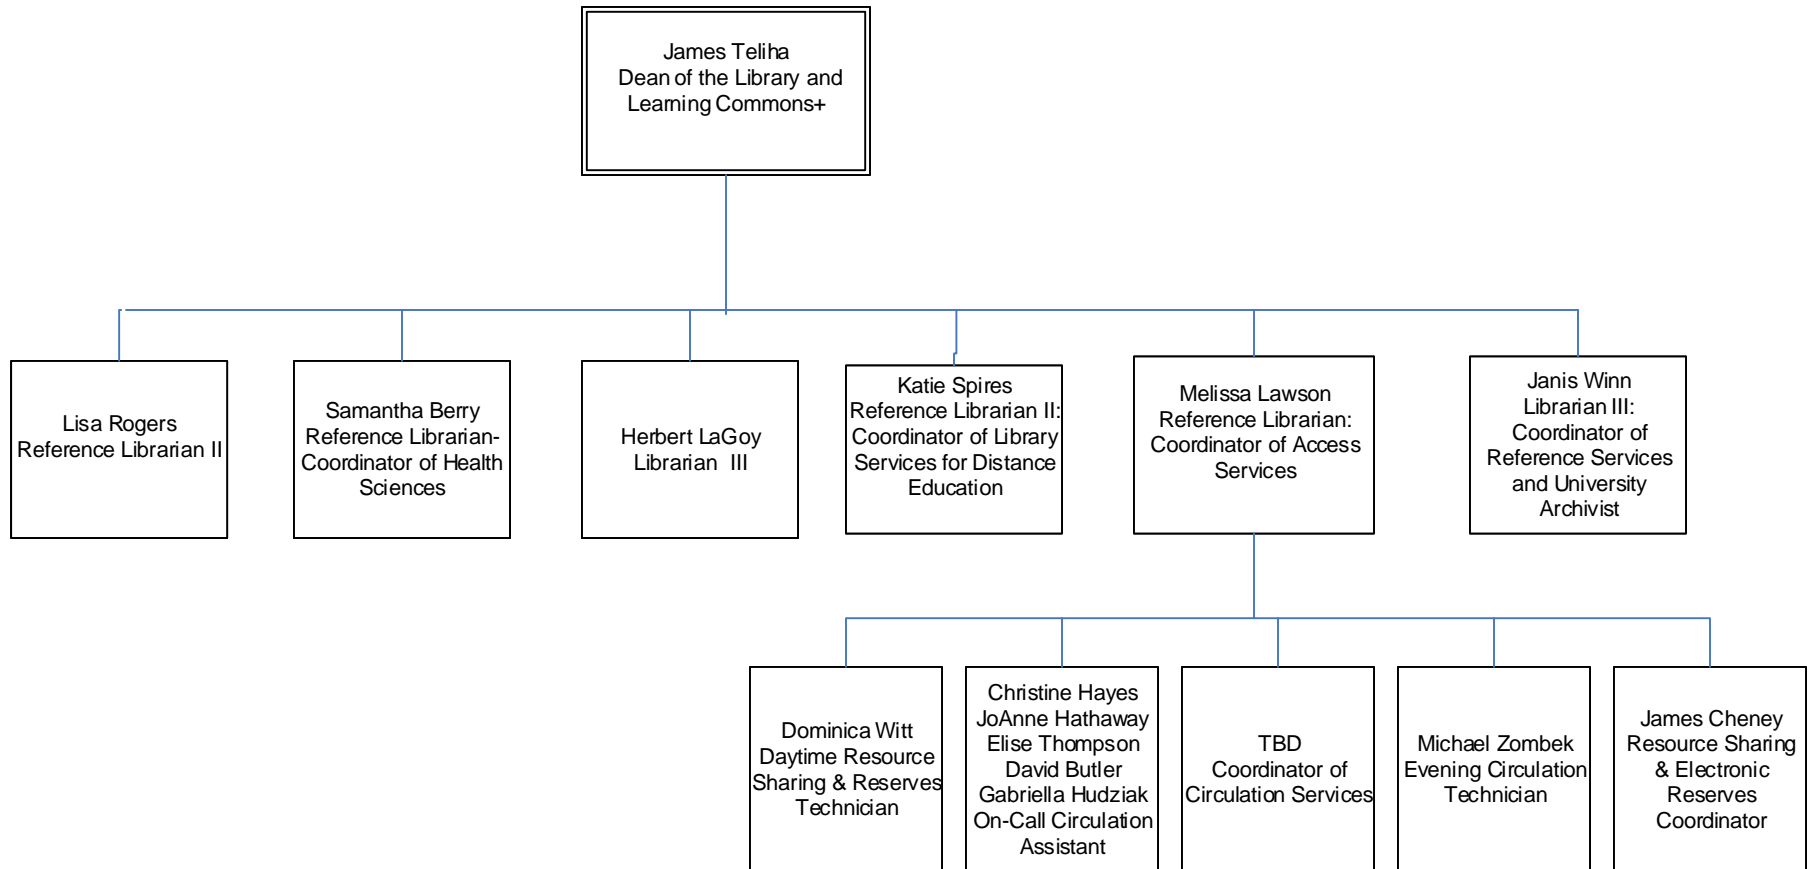 James Teliha
Dean of the Library and
Learning Commons+
Lisa Rogers
Reference Librarian II
Samantha Berry
Reference Librarian-
Coordinator of Health
Sciences
Herbert LaGoy
Librarian III
Katie Spires
Reference Librarian II:
Coordinator of Library
Services for Distance
Education
Melissa Lawson
Reference Librarian:
Coordinator of Access
Services
Janis Winn
Librarian III:
Coordinator of
Reference Services
and University
Archivist
Dominica Witt
Daytime Resource
Sharing & Reserves
Technician
Christine Hayes
JoAnne Hathaway
Elise Thompson
David Butler
Gabriella Hudziak
On-Call Circulation
Assistant
TBD
Coordinator of
Circulation Services
Michael Zombek
Evening Circulation
Technician
James Cheney
Resource Sharing
& Electronic
Reserves
Coordinator